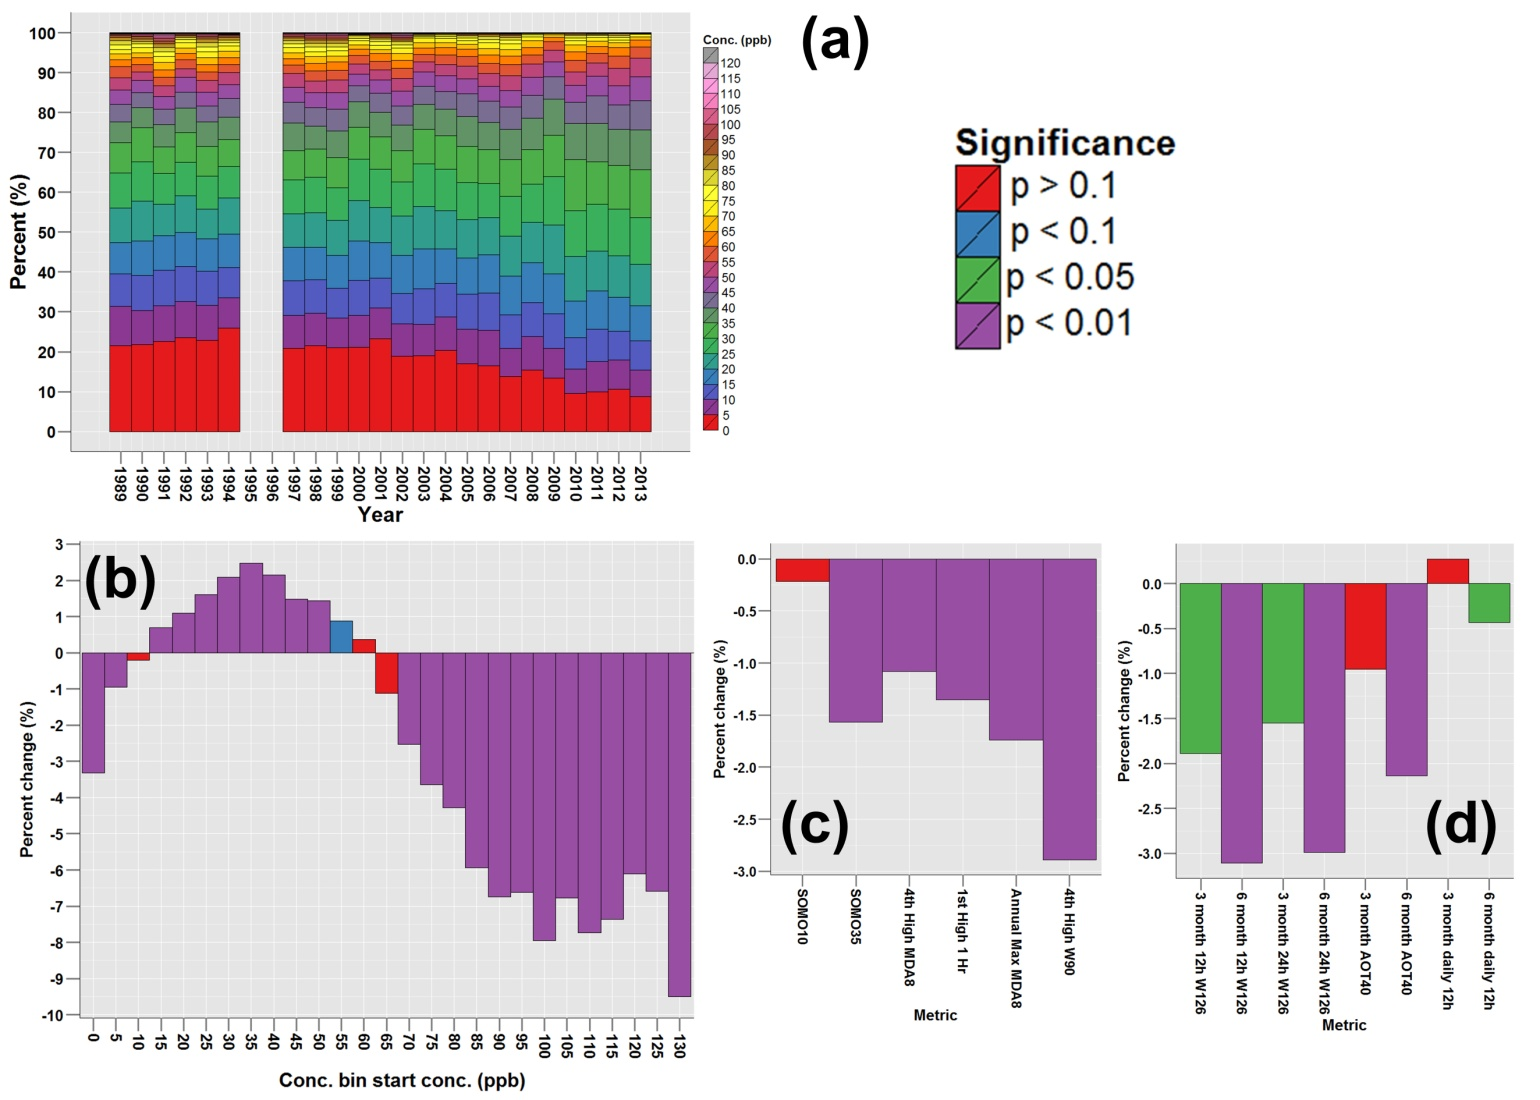 (a)
100
90
80
70
60
50
40
30
20
10
0
Percent (%)
1989 1990 1991 1992 1993 1994 1995 1996 1997 1998 1999 2000 2001 2002 2003 2004 2005 2006 2007 2008 2009 2010 2011 2012 2013
Year
Conc. (ppb)
120
115
110
105
100
95
90
85
80
75
70
65
60
55
50
45
40
35
30
25
20
15
10
5
0
Significance
p > 0.1
p < 0.1
p < 0.05
p < 0.01
(b)
3
2
1
0
-1
-2
-3
-4
-5
-6
-7
-8
-9
-10
Percent change (%)
0 5 10 15 20 25 30 35 40 45 50 55 60 65 70 75 80 85 90 95 100 105 110 115 120 125 130
Conc. bin start conc. (ppb)
0.0
-0.5
-1.0
-1.5
-2.0
-2.5
-3.0
Percent change (%)
(c)
SOMO10
SOMO35
4th High MDA8
1st High 1 Hr
Annual Max MDA8
4th High W90
Metric
0.0
-0.5
-1.0
-1.5
-2.0
-2.5
-3.0
Percent change (%)
(d)
3 month 12h W126
6 month 12h W126
3 month 24h W126
6 month 24h W126
3 month AOT40
6 month AOT40
3 month daily 12h
6 month daily 12h
Metric